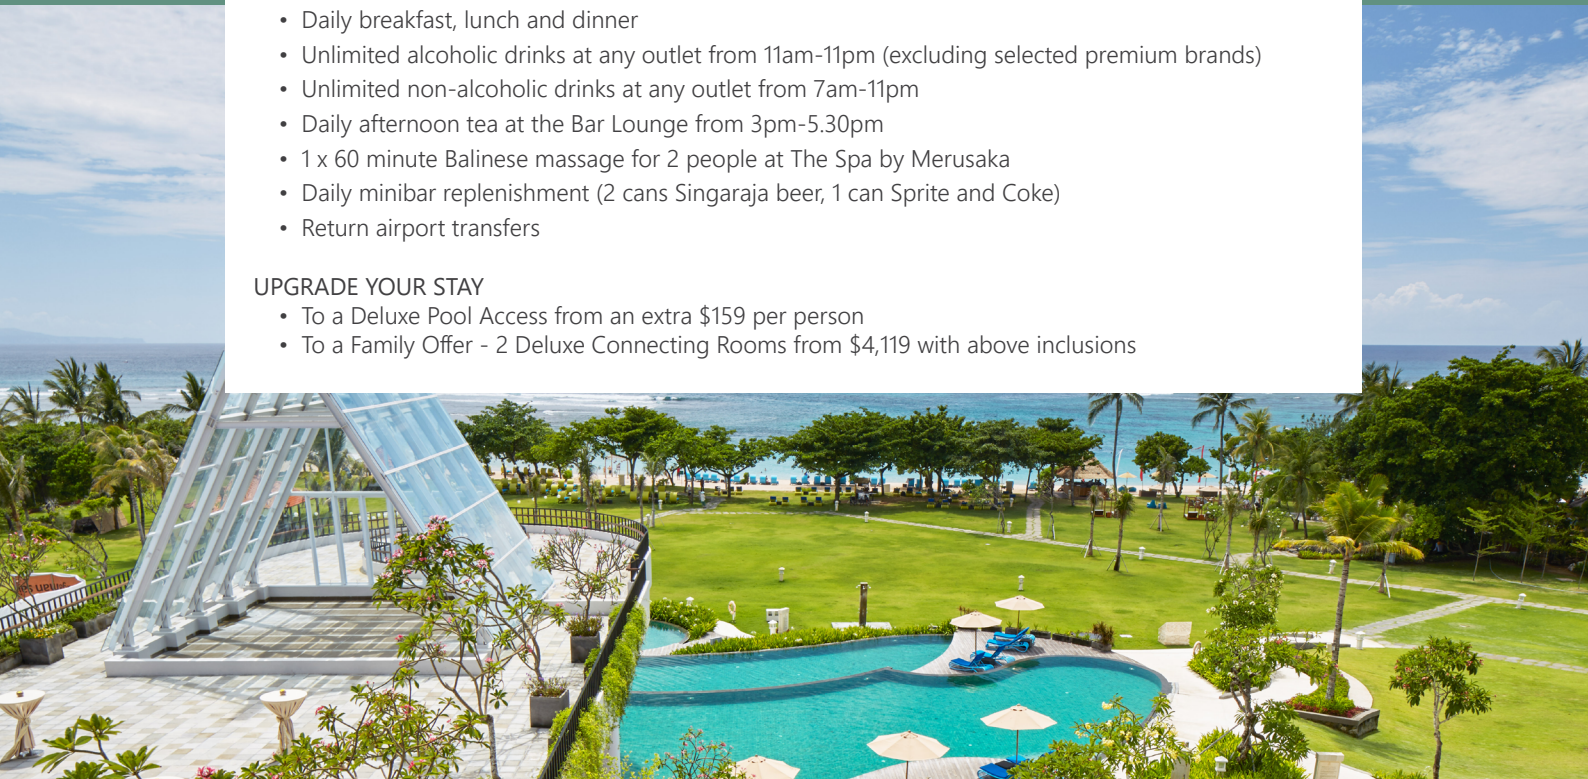 • Daily breakfast, lunch and dinner
• Unlimited alcoholic drinks at any outlet from 11am-11pm (excluding selected premium brands)
• Unlimited non-alcoholic drinks at any outlet from 7am-11pm
• Daily afternoon tea at the Bar Lounge from 3pm-5.30pm
• 1 x 60 minute Balinese massage for 2 people at The Spa by Merusaka
• Daily minibar replenishment (2 cans Singaraja beer, 1 can Sprite and Coke)
• Return airport transfers
UPGRADE YOUR STAY
• To a Deluxe Pool Access from an extra $159 per person
• To a Family Offer - 2 Deluxe Connecting Rooms from $4,119 with above inclusions